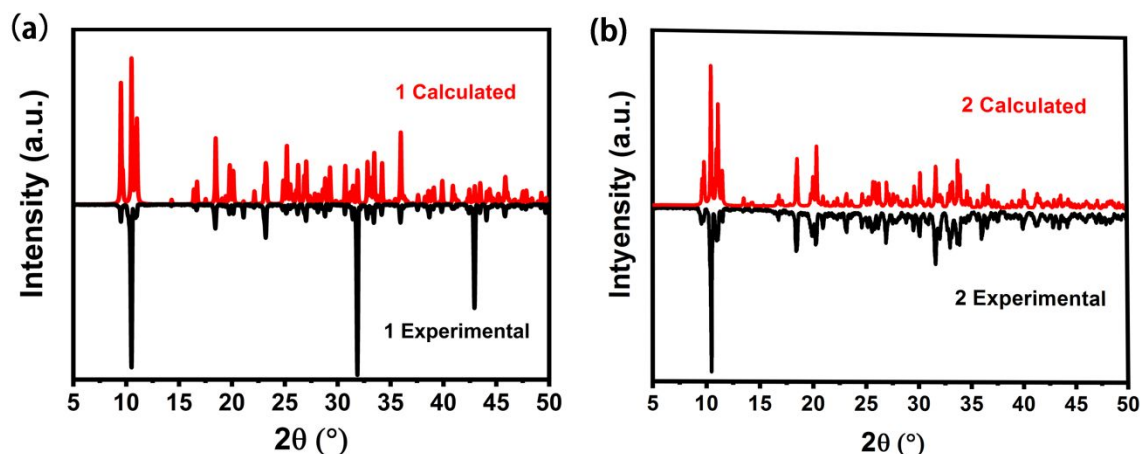 (a)
Intensity (a.u.)
1 Calculated
1 Experimental
5 10 15 20 25 30 35 40 45 50
2θ (°)
(b)
Intyensity (a.u.)
2 Calculated
2 Experimental
5 10 15 20 25 30 35 40 45 50
2θ (°)